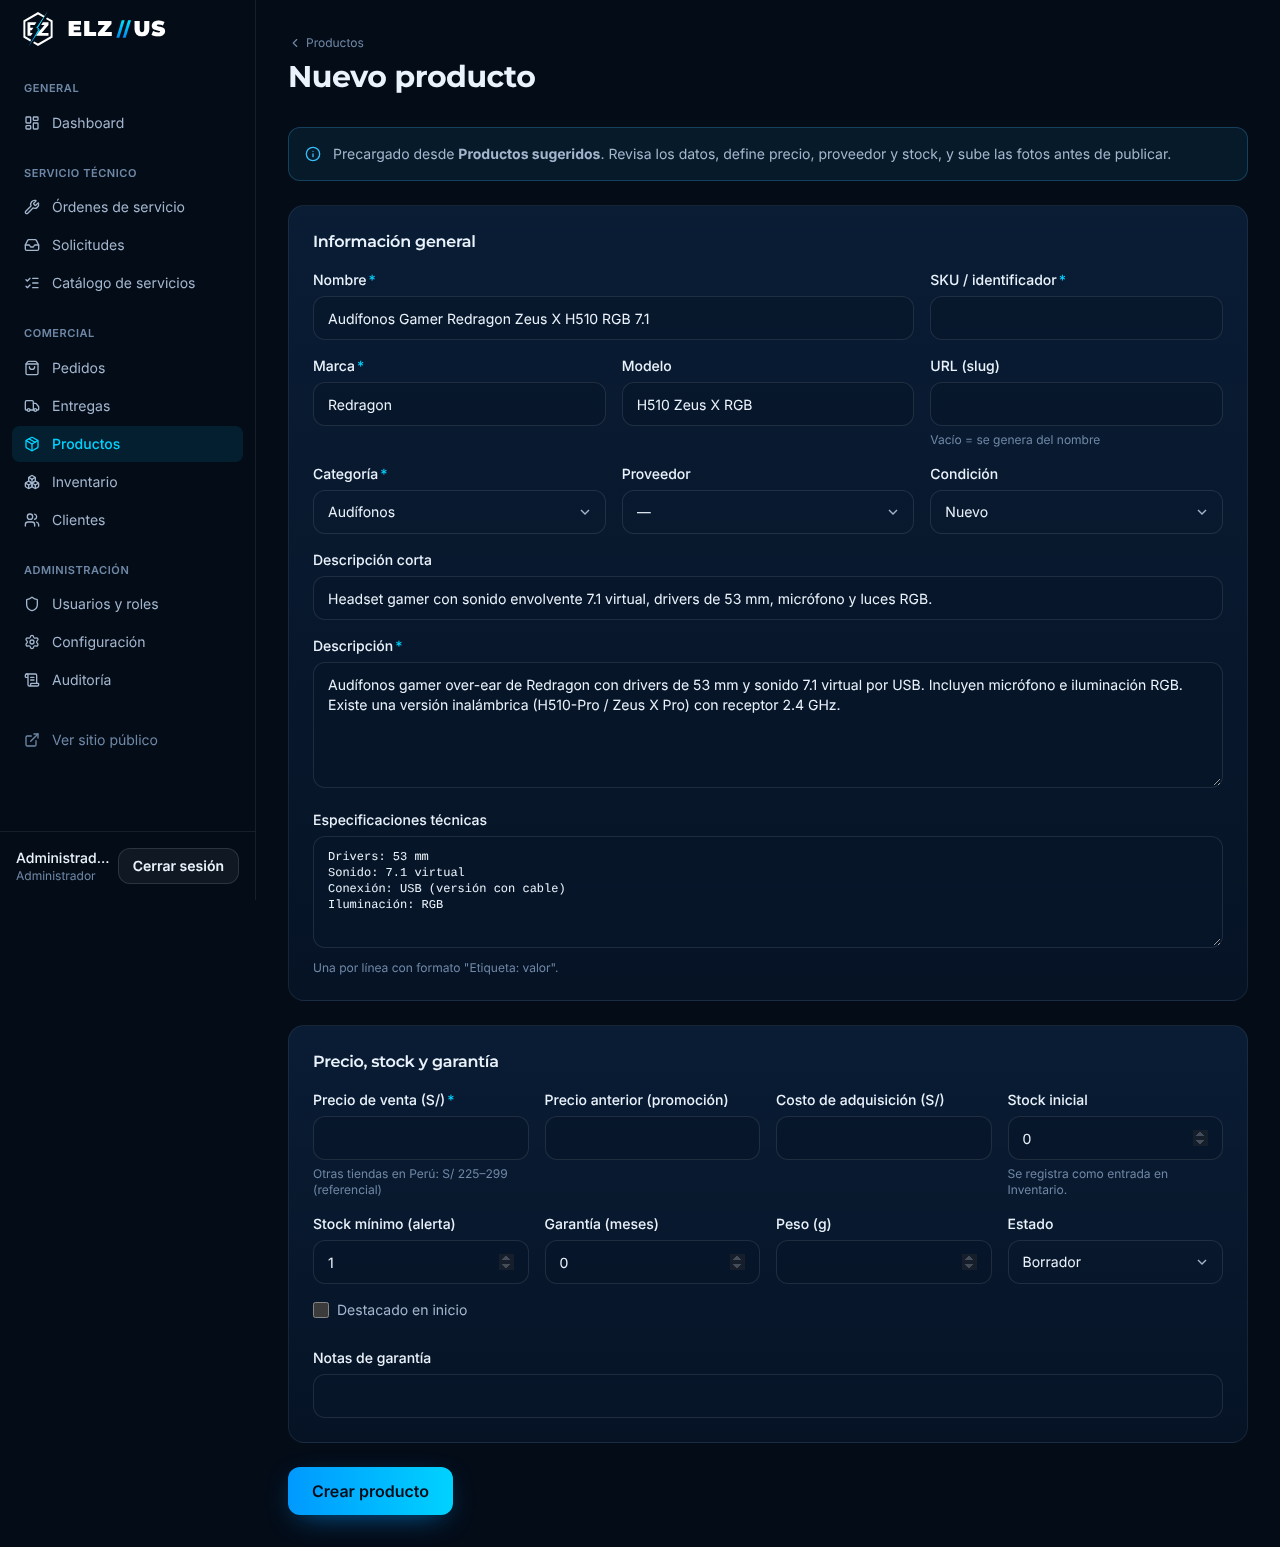 ELZ//US
GENERAL
Dashboard
SERVICIO TÉCNICO
Órdenes de servicio
Solicitudes
Catálogo de servicios
COMERCIAL
Pedidos
Entregas
Productos
Inventario
Clientes
ADMINISTRACIÓN
Usuarios y roles
Configuración
Auditoría
Ver sitio público
Administrad...
Administrador
Cerrar sesión
Productos
Nuevo producto
Precargado desde Productos sugeridos. Revisa los datos, define precio, proveedor y stock, y sube las fotos antes de publicar.
Información general
Nombre * SKU / identificador *
Audífonos Gamer Redragon Zeus X H510 RGB 7.1
Marca * Modelo URL (slug)
Redragon H510 Zeus X RGB
Vacío = se genera del nombre
Categoría * Proveedor Condición
Audífonos — Nuevo
Descripción corta
Headset gamer con sonido envolvente 7.1 virtual, drivers de 53 mm, micrófono y luces RGB.
Descripción *
Audífonos gamer over-ear de Redragon con drivers de 53 mm y sonido 7.1 virtual por USB. Incluyen micrófono e iluminación RGB.
Existe una versión inalámbrica (H510-Pro / Zeus X Pro) con receptor 2.4 GHz.
Especificaciones técnicas
Drivers: 53 mm
Sonido: 7.1 virtual
Conexión: USB (versión con cable)
Iluminación: RGB
Una por línea con formato "Etiqueta: valor".
Precio, stock y garantía
Precio de venta (S/) * Precio anterior (promoción) Costo de adquisición (S/) Stock inicial
0
Otras tiendas en Perú: S/ 225–299 Se registra como entrada en
(referencial) Inventario.
Stock mínimo (alerta) Garantía (meses) Peso (g) Estado
1 0 Borrador
Destacado en inicio
Notas de garantía
Crear producto